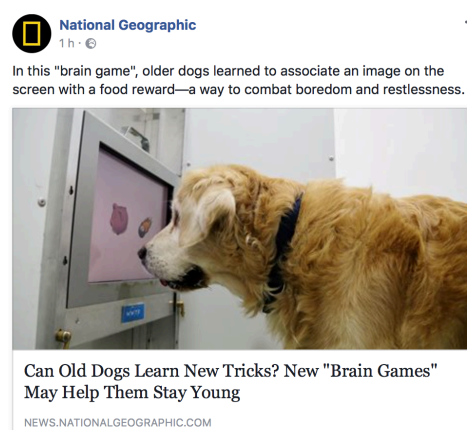 National Geographic
1 h ·
In this "brain game", older dogs learned to associate an image on the
screen with a food reward—a way to combat boredom and restlessness.
Can Old Dogs Learn New Tricks? New "Brain Games"
May Help Them Stay Young
NEWS.NATIONALGEOGRAPHIC.COM